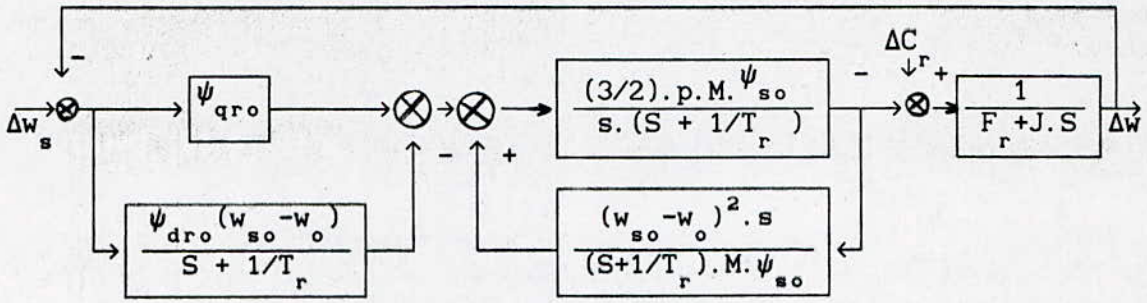 -
ΔC
r
Δw
s
ψ
qro
-
+
(3/2).p.M.ψ
so
s.(S + 1/T
r
)
-
+
1
F
r
+J.S
Δw
ψ
dro
(w
so
-w
o
)
S + 1/T
r
(w
so
-w
o
)².s
(S+1/T
r
).M.ψ
so